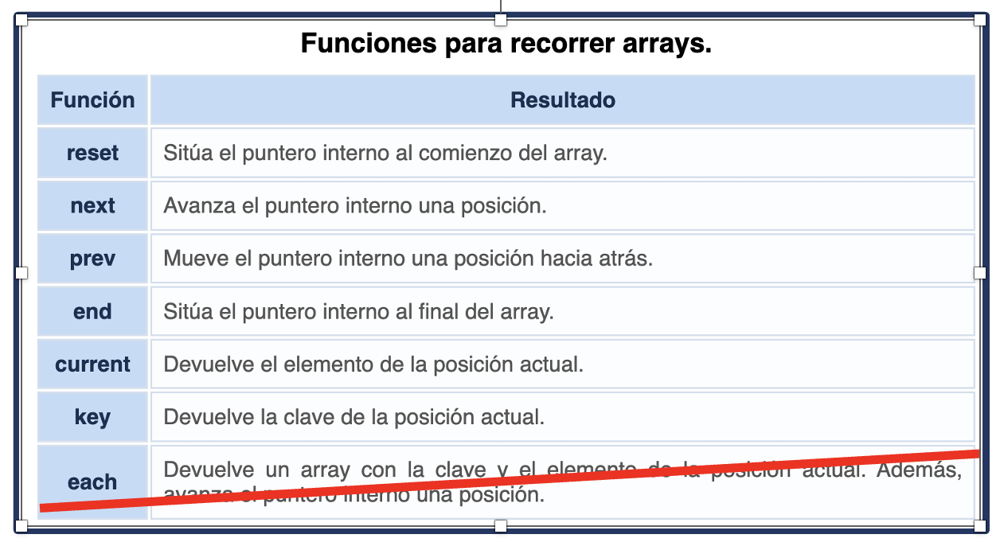 Funciones para recorrer arrays.
Función Resultado
reset Sitúa el puntero interno al comienzo del array.
next Avanza el puntero interno una posición.
prev Mueve el puntero interno una posición hacia atrás.
end Sitúa el puntero interno al final del array.
current Devuelve el elemento de la posición actual.
key Devuelve la clave de la posición actual.
each Devuelve un array con la clave y el elemento de la posición actual. Además,
avanza el puntero interno una posición.